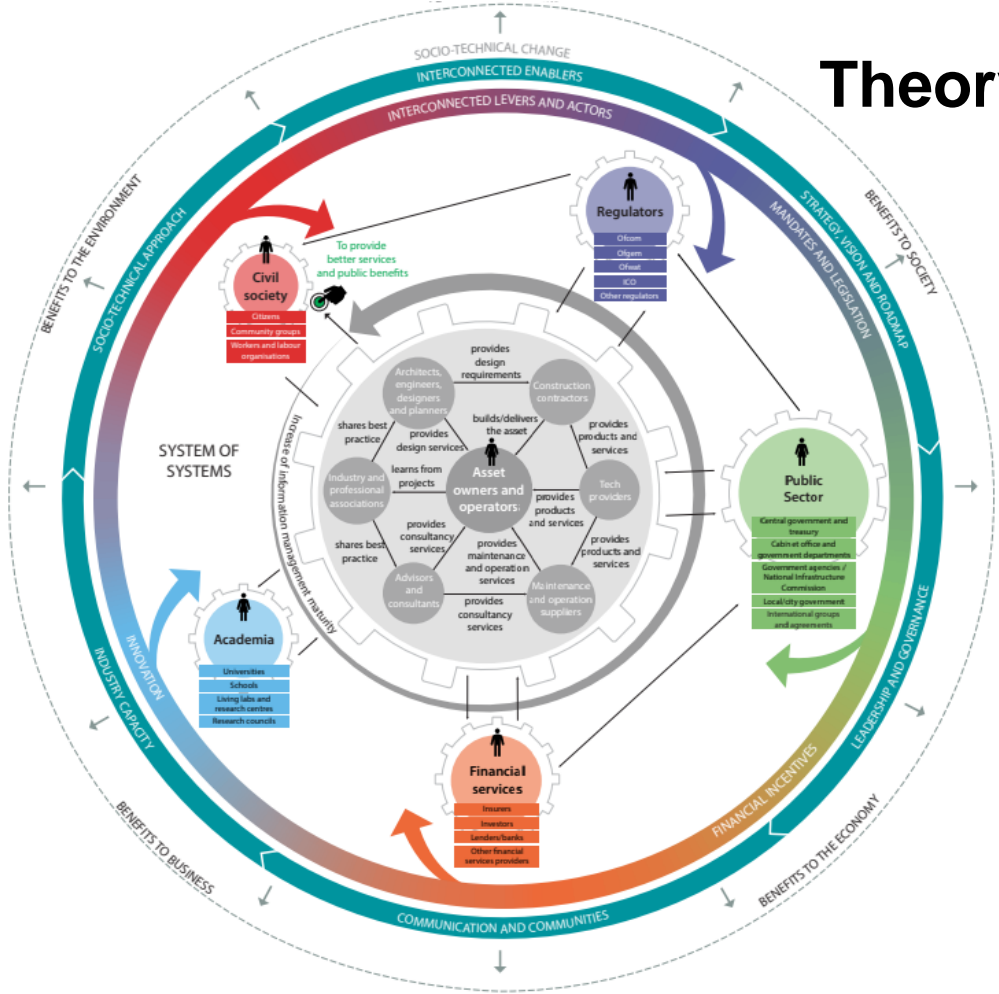 Theory
SOCIO-TECHNICAL CHANGE
INTERCONNECTED ENABLERS
INTERCONNECTED LEVERS AND ACTORS
BENEFITS TO THE ENVIRONMENT
SOCIO-TECHNICAL APPROACH
STRATEGY, VISION AND ROADMAP
BENEFITS TO SOCIETY
MANDATES AND LEGISLATION
Regulators
Ofcom
Ofgem
Ofwat
ICO
Other regulators
To provide
better services
and public benefits
Civil
society
Citizens
Community groups
Workers and labour
organisations
SYSTEM OF
SYSTEMS
Increase of information management maturity
Architects,
engineers,
designers
and planners
provides
design
requirements
Construction
contractors
shares best
practice
provides
design services
builds/delivers
the asset
provides
products and
services
Industry and
professional
associations
learns from
projects
Asset
owners and
operators
provides
products
and services
Tech
providers
shares best
practice
provides
consultancy
services
provides
maintenance
and operation
services
provides
products and
services
Advisors
and
consultants
provides
consultancy
services
Maintenance
and operation
suppliers
Public
Sector
Central government and
treasury
Cabinet office and
government departments
Government agencies /
National Infrastructure
Commission
Local/city government
International groups
and agreements
Academia
Universities
Schools
Living labs and
research centres
Research councils
Financial
services
Insurers
Investors
Lenders/banks
Other financial
services providers
INNOVATION
INDUSTRY CAPACITY
LEADERSHIP AND GOVERNANCE
FINANCIAL INCENTIVES
BENEFITS TO BUSINESS
BENEFITS TO THE ECONOMY
COMMUNICATION AND COMMUNITIES